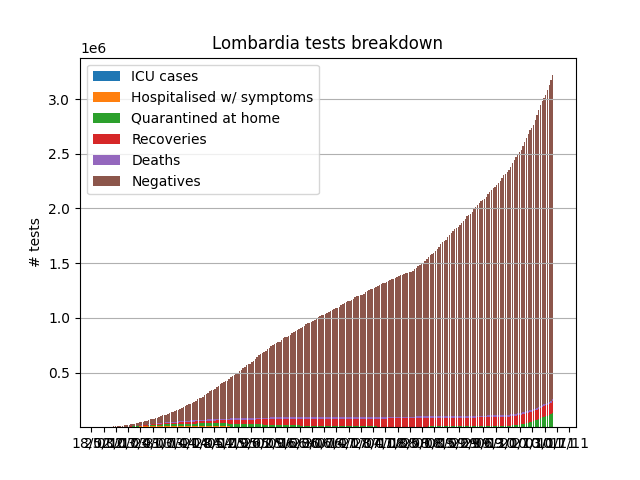 Lombardia tests breakdown
1e6
ICU cases
Hospitalised w/ symptoms
Quarantined at home
Recoveries
Deaths
Negatives
3.0
2.5
2.0
1.5
1.0
0.5
# tests